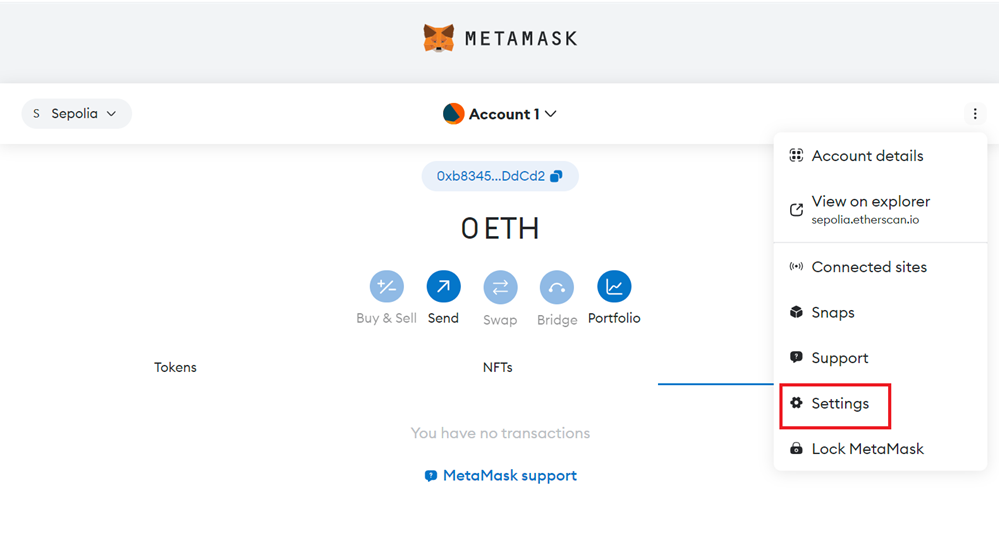 METAMASK
S Sepolia
Account 1
0xb8345...DdCd2
0 ETH
Buy & Sell
Send
Swap
Bridge
Portfolio
Tokens
NFTs
You have no transactions
MetaMask support
Account details
View on explorer
sepolia.etherscan.io
Connected sites
Snaps
Support
Settings
Lock MetaMask